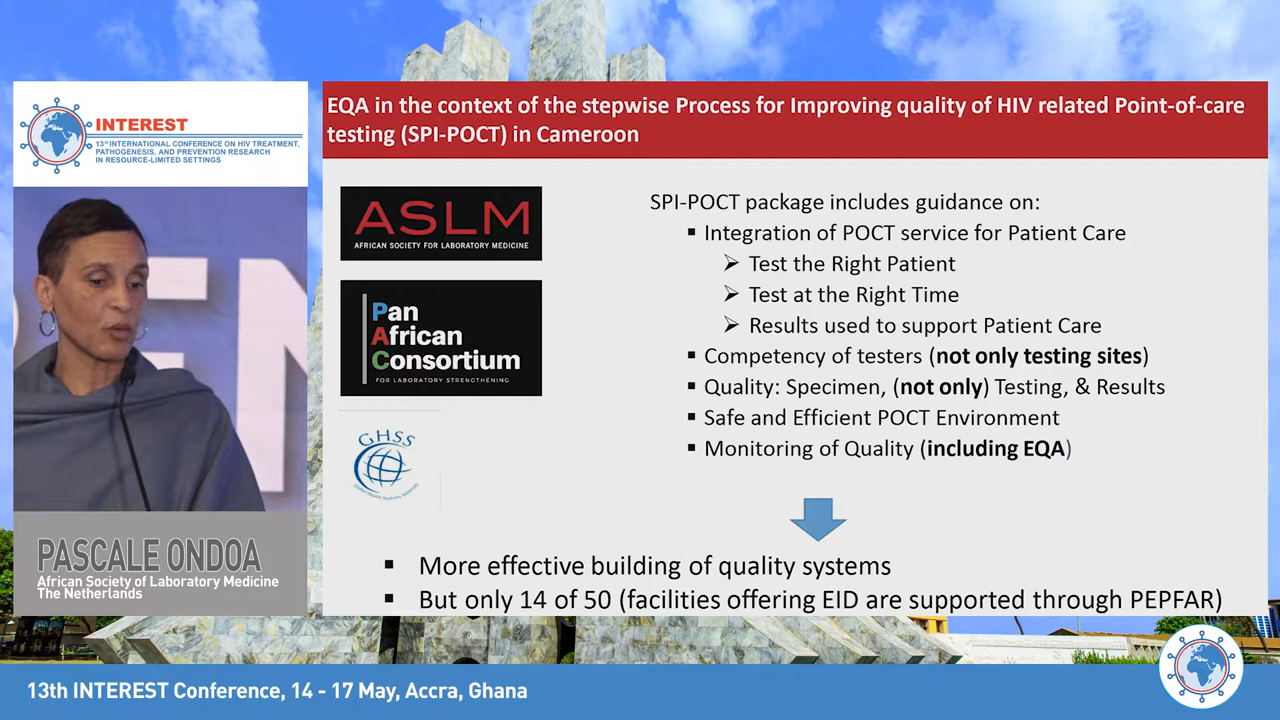 INTEREST
13th INTERNATIONAL CONFERENCE ON HIV TREATMENT,
PATHOGENESIS, AND PREVENTION RESEARCH
IN RESOURCE-LIMITED SETTINGS
EQA in the context of the stepwise Process for Improving quality of HIV related Point-of-care
testing (SPI-POCT) in Cameroon
ASLM
AFRICAN SOCIETY FOR LABORATORY MEDICINE
Pan
African
Consortium
FOR LABORATORY STRENGTHENING
GHSS
Global Health Systems Solutions
SPI-POCT package includes guidance on:
▪ Integration of POCT service for Patient Care
➢ Test the Right Patient
➢ Test at the Right Time
➢ Results used to support Patient Care
▪ Competency of testers (not only testing sites)
▪ Quality: Specimen, (not only) Testing, & Results
▪ Safe and Efficient POCT Environment
▪ Monitoring of Quality (including EQA)
▪ More effective building of quality systems
▪ But only 14 of 50 (facilities offering EID are supported through PEPFAR)
PASCALE ONDOA
African Society of Laboratory Medicine
The Netherlands
13th INTEREST Conference, 14 - 17 May, Accra, Ghana